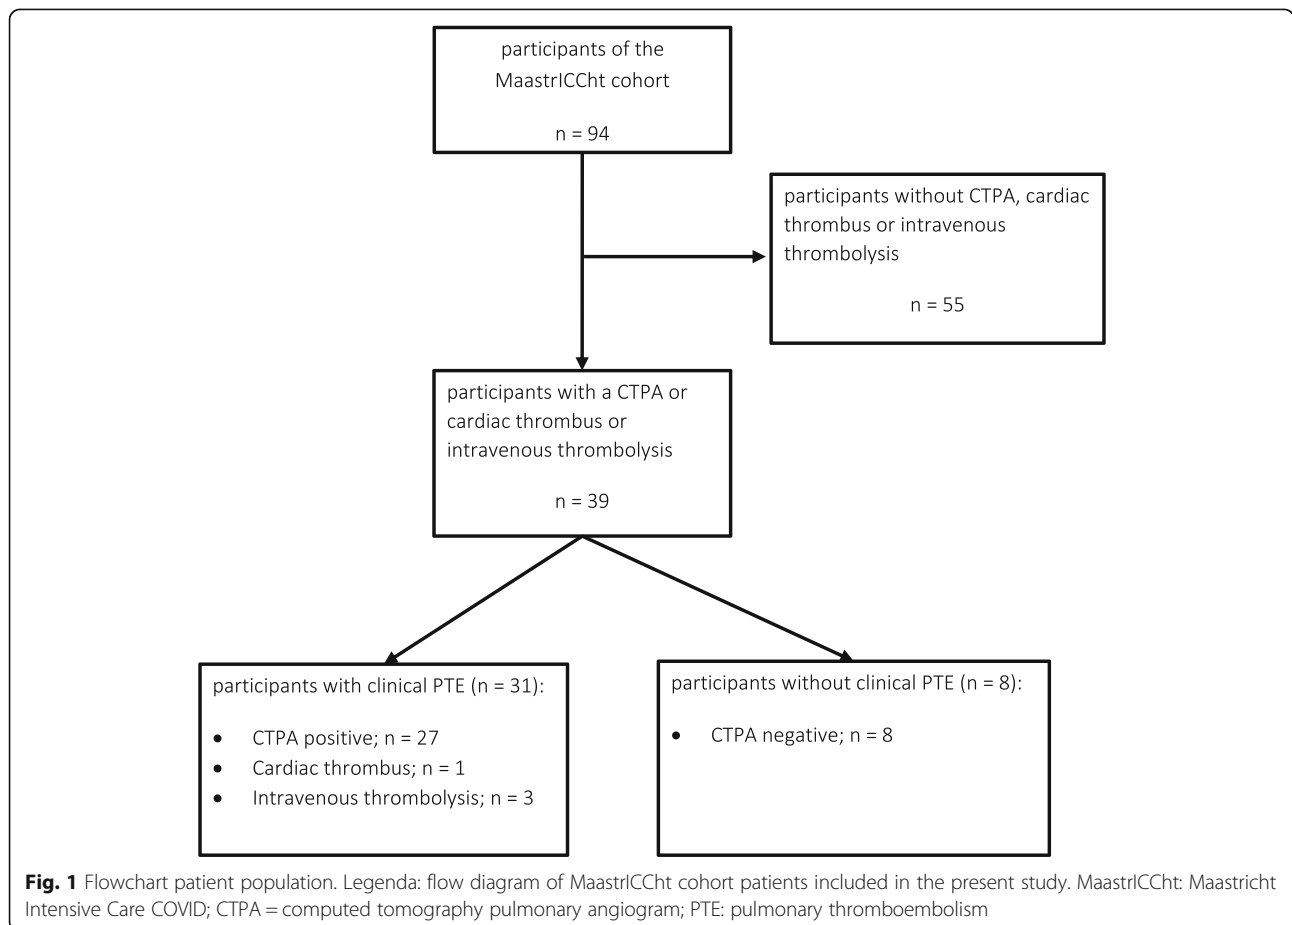 participants of the
MaastrICCht cohort
n = 94
participants without CTPA, cardiac
thrombus or intravenous
thrombolysis
n = 55
participants with a CTPA or
cardiac thrombus or
intravenous thrombolysis
n = 39
participants with clinical PTE (n = 31):
• CTPA positive; n = 27
• Cardiac thrombus; n = 1
• Intravenous thrombolysis; n = 3
participants without clinical PTE (n = 8):
• CTPA negative; n = 8
Fig. 1 Flowchart patient population. Legenda: flow diagram of MaastrICCht cohort patients included in the present study. MaastrICCht: Maastricht
Intensive Care COVID; CTPA = computed tomography pulmonary angiogram; PTE: pulmonary thromboembolism